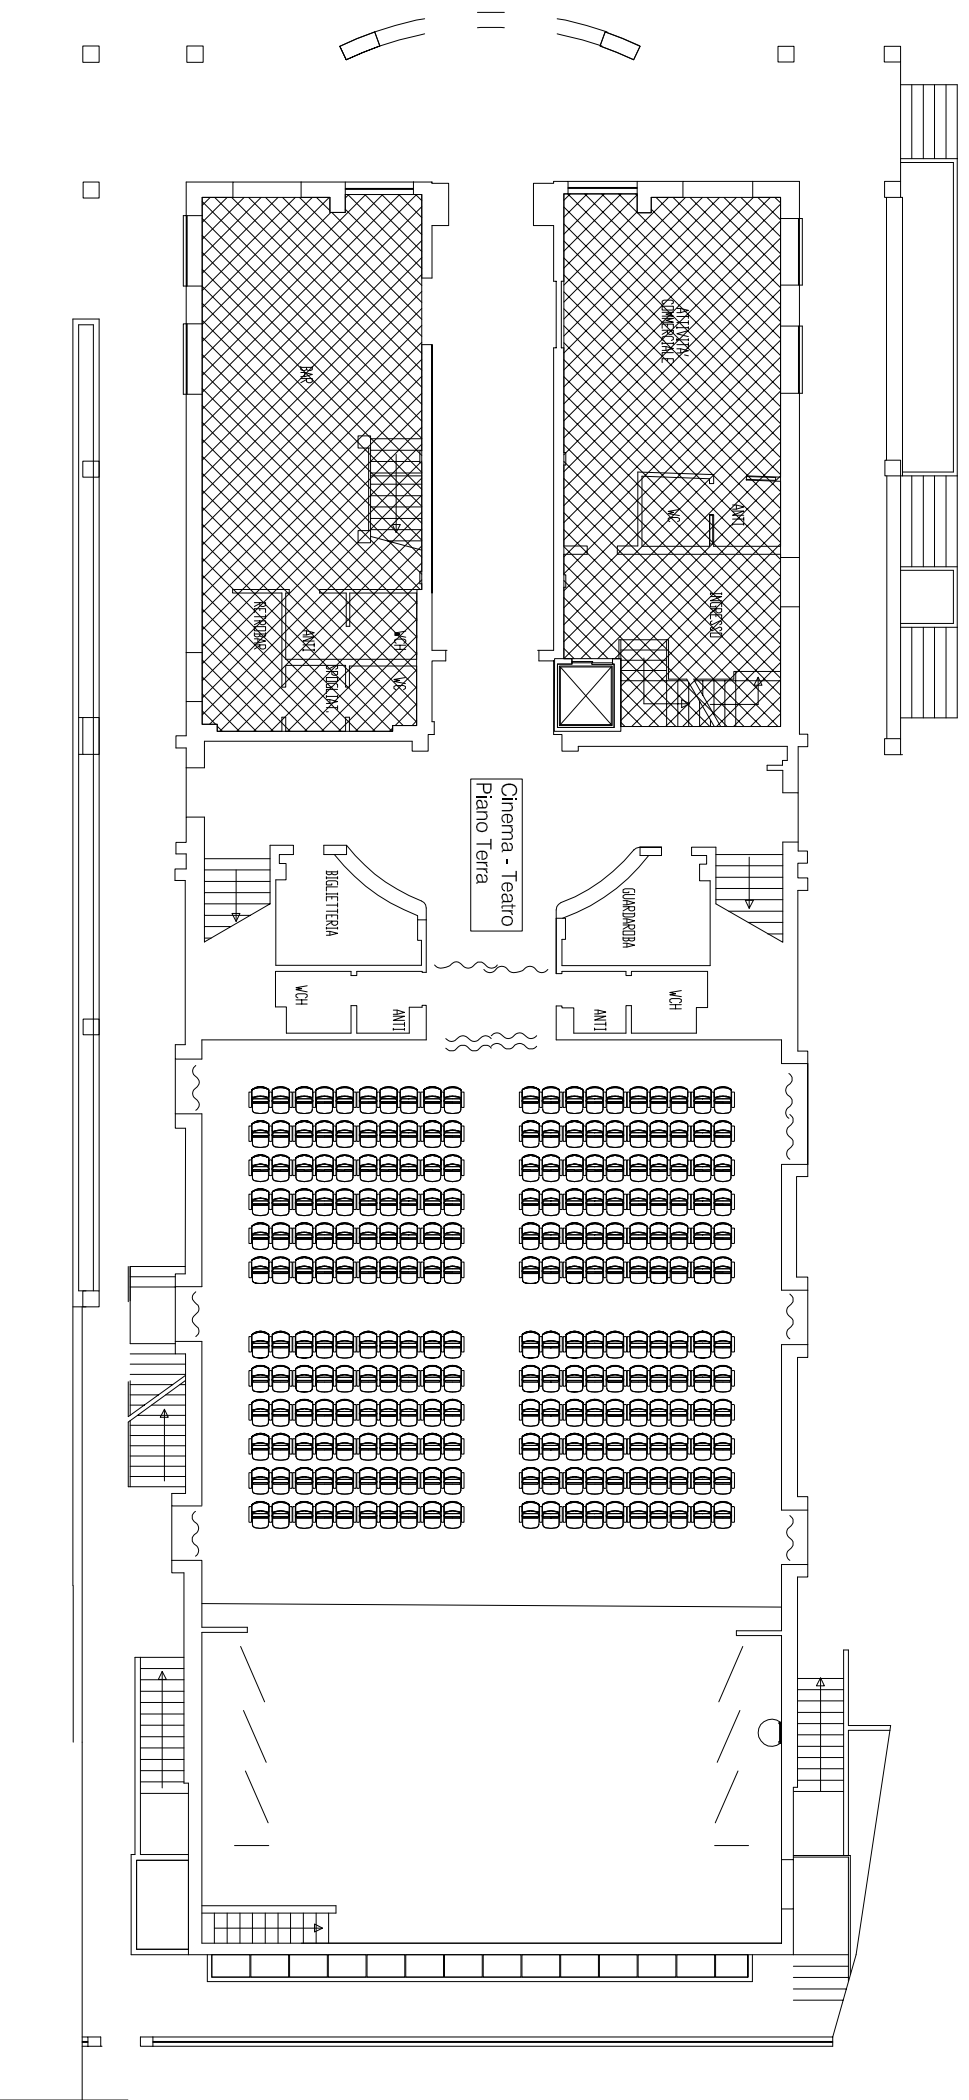 ATTIVITA'
COMMERCIALE
BAR
WC
ANTI
INGRESSO
RETROBAR
ANTI
WCH
SPOGLIAT.
WC
Cinema - Teatro
Piano Terra
BIGLIETTERIA
GUARDAROBA
WCH
ANTI
ANTI
WCH